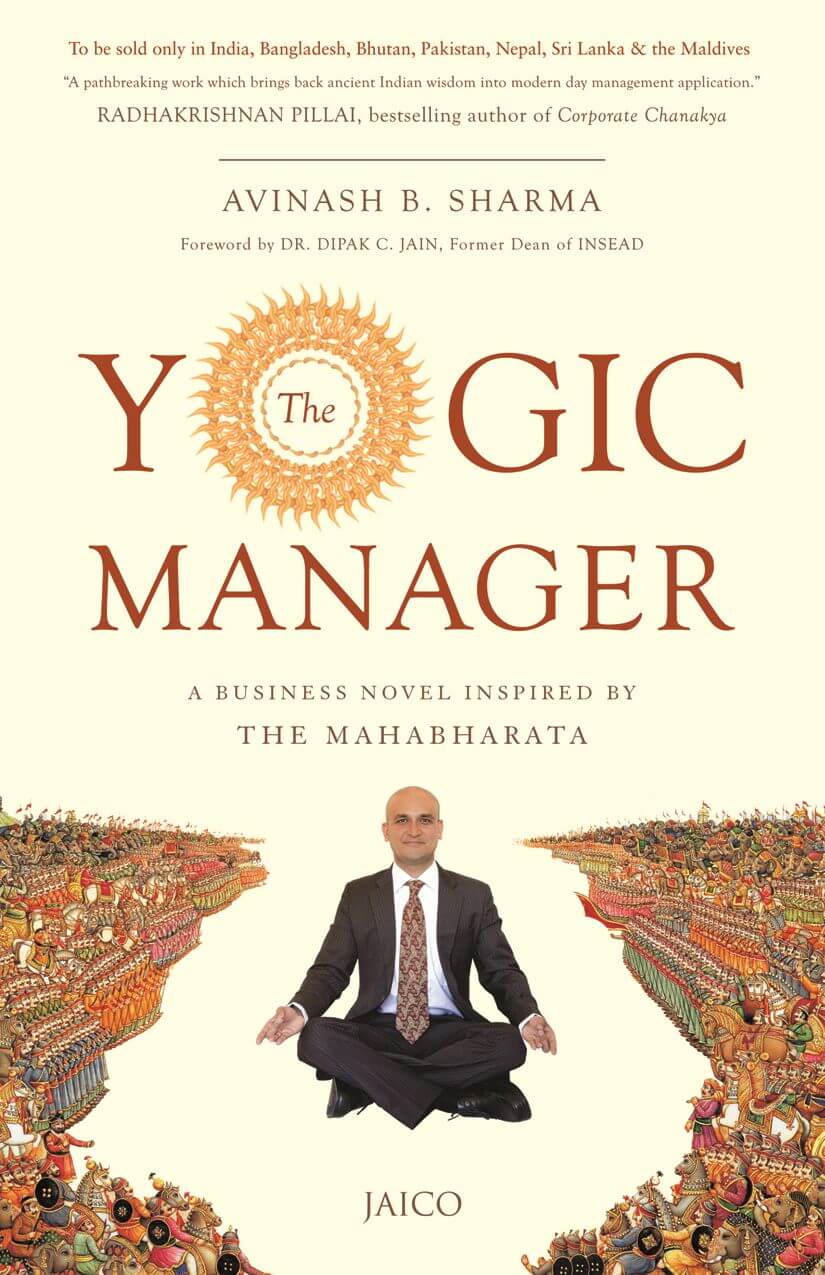 To be sold only in India, Bangladesh, Bhutan, Pakistan, Nepal, Sri Lanka & the Maldives
“A pathbreaking work which brings back ancient Indian wisdom into modern day management application.”
RADHAKRISHNAN PILLAI, bestselling author of Corporate Chanakya
AVINASH B. SHARMA
Foreword by DR. DIPAK C. JAIN, Former Dean of INSEAD
The
YOGIC
MANAGER
A BUSINESS NOVEL INSPIRED BY
THE MAHABHARATA
JAICO